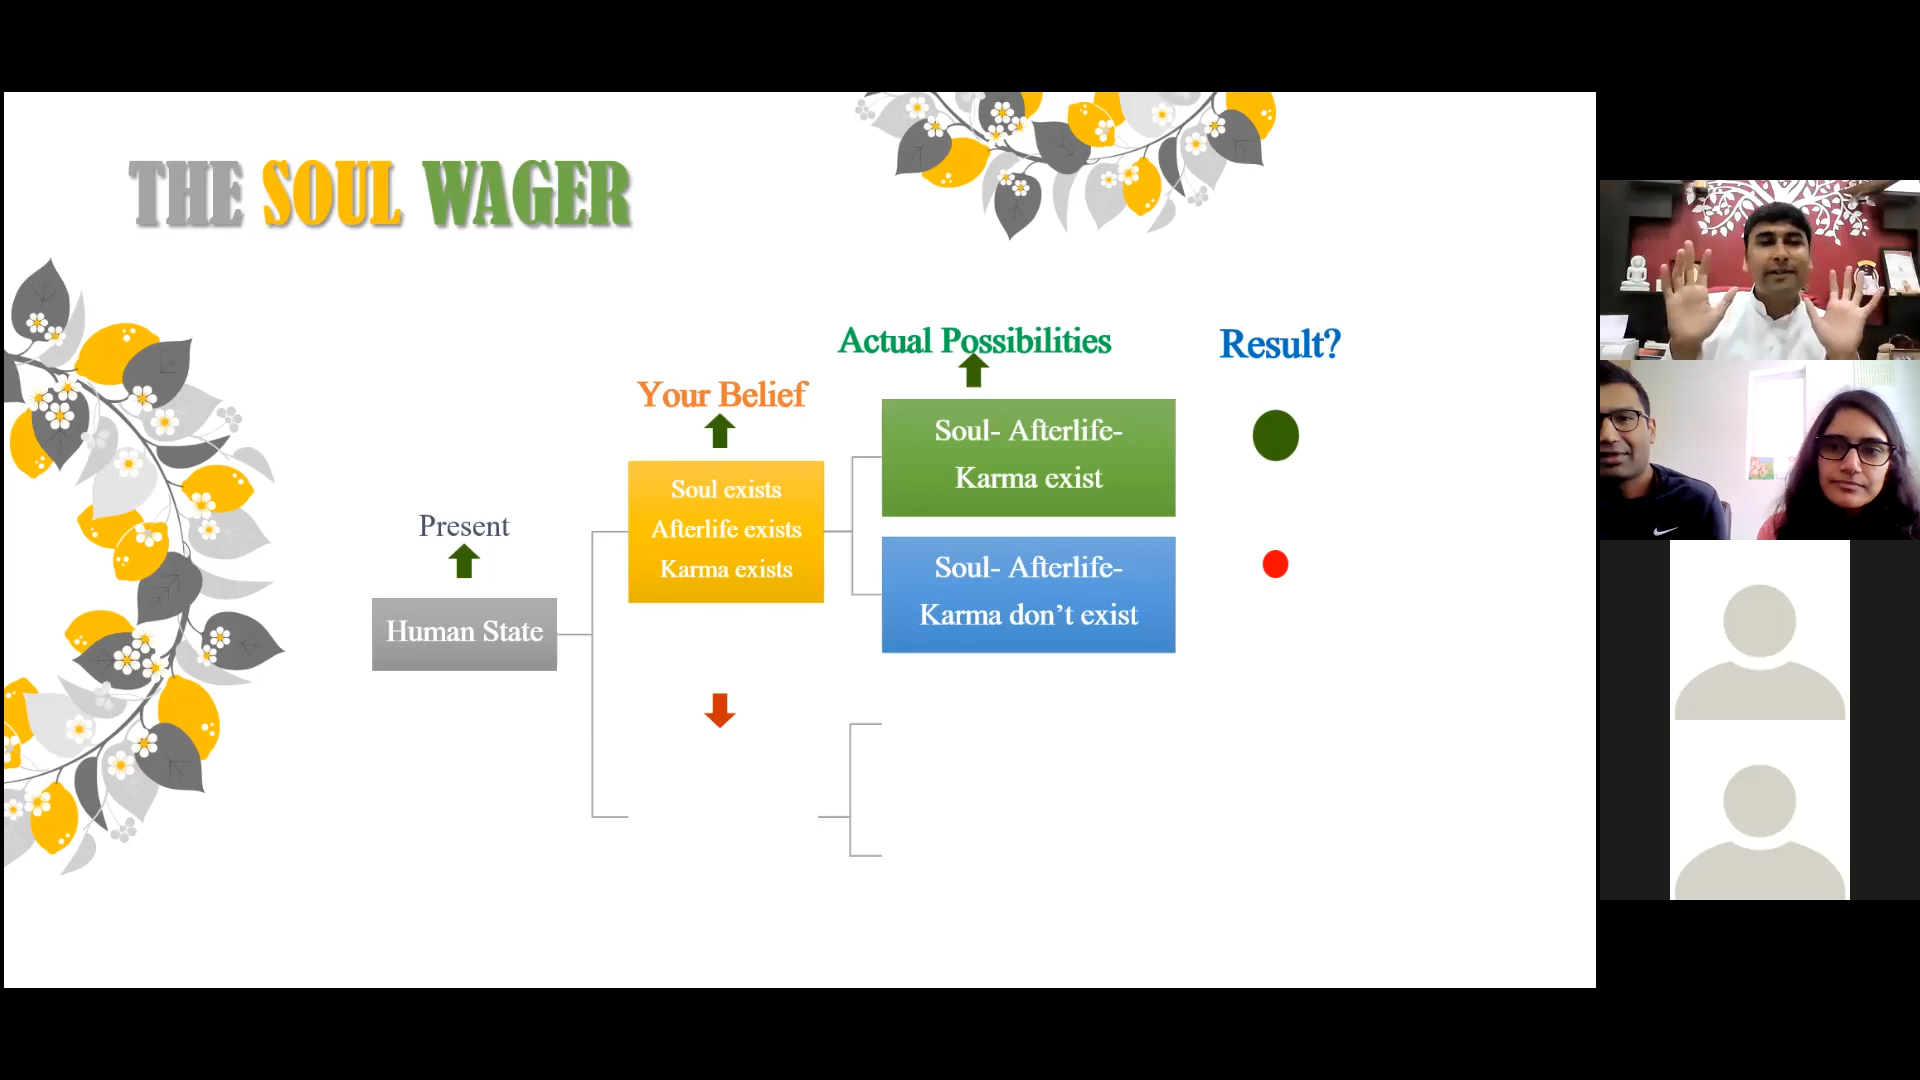 THE SOUL WAGER
Actual Possibilities
Result?
Your Belief
Soul- Afterlife-
Karma exist
Soul exists
Afterlife exists
Karma exists
Present
Soul- Afterlife-
Karma don’t exist
Human State